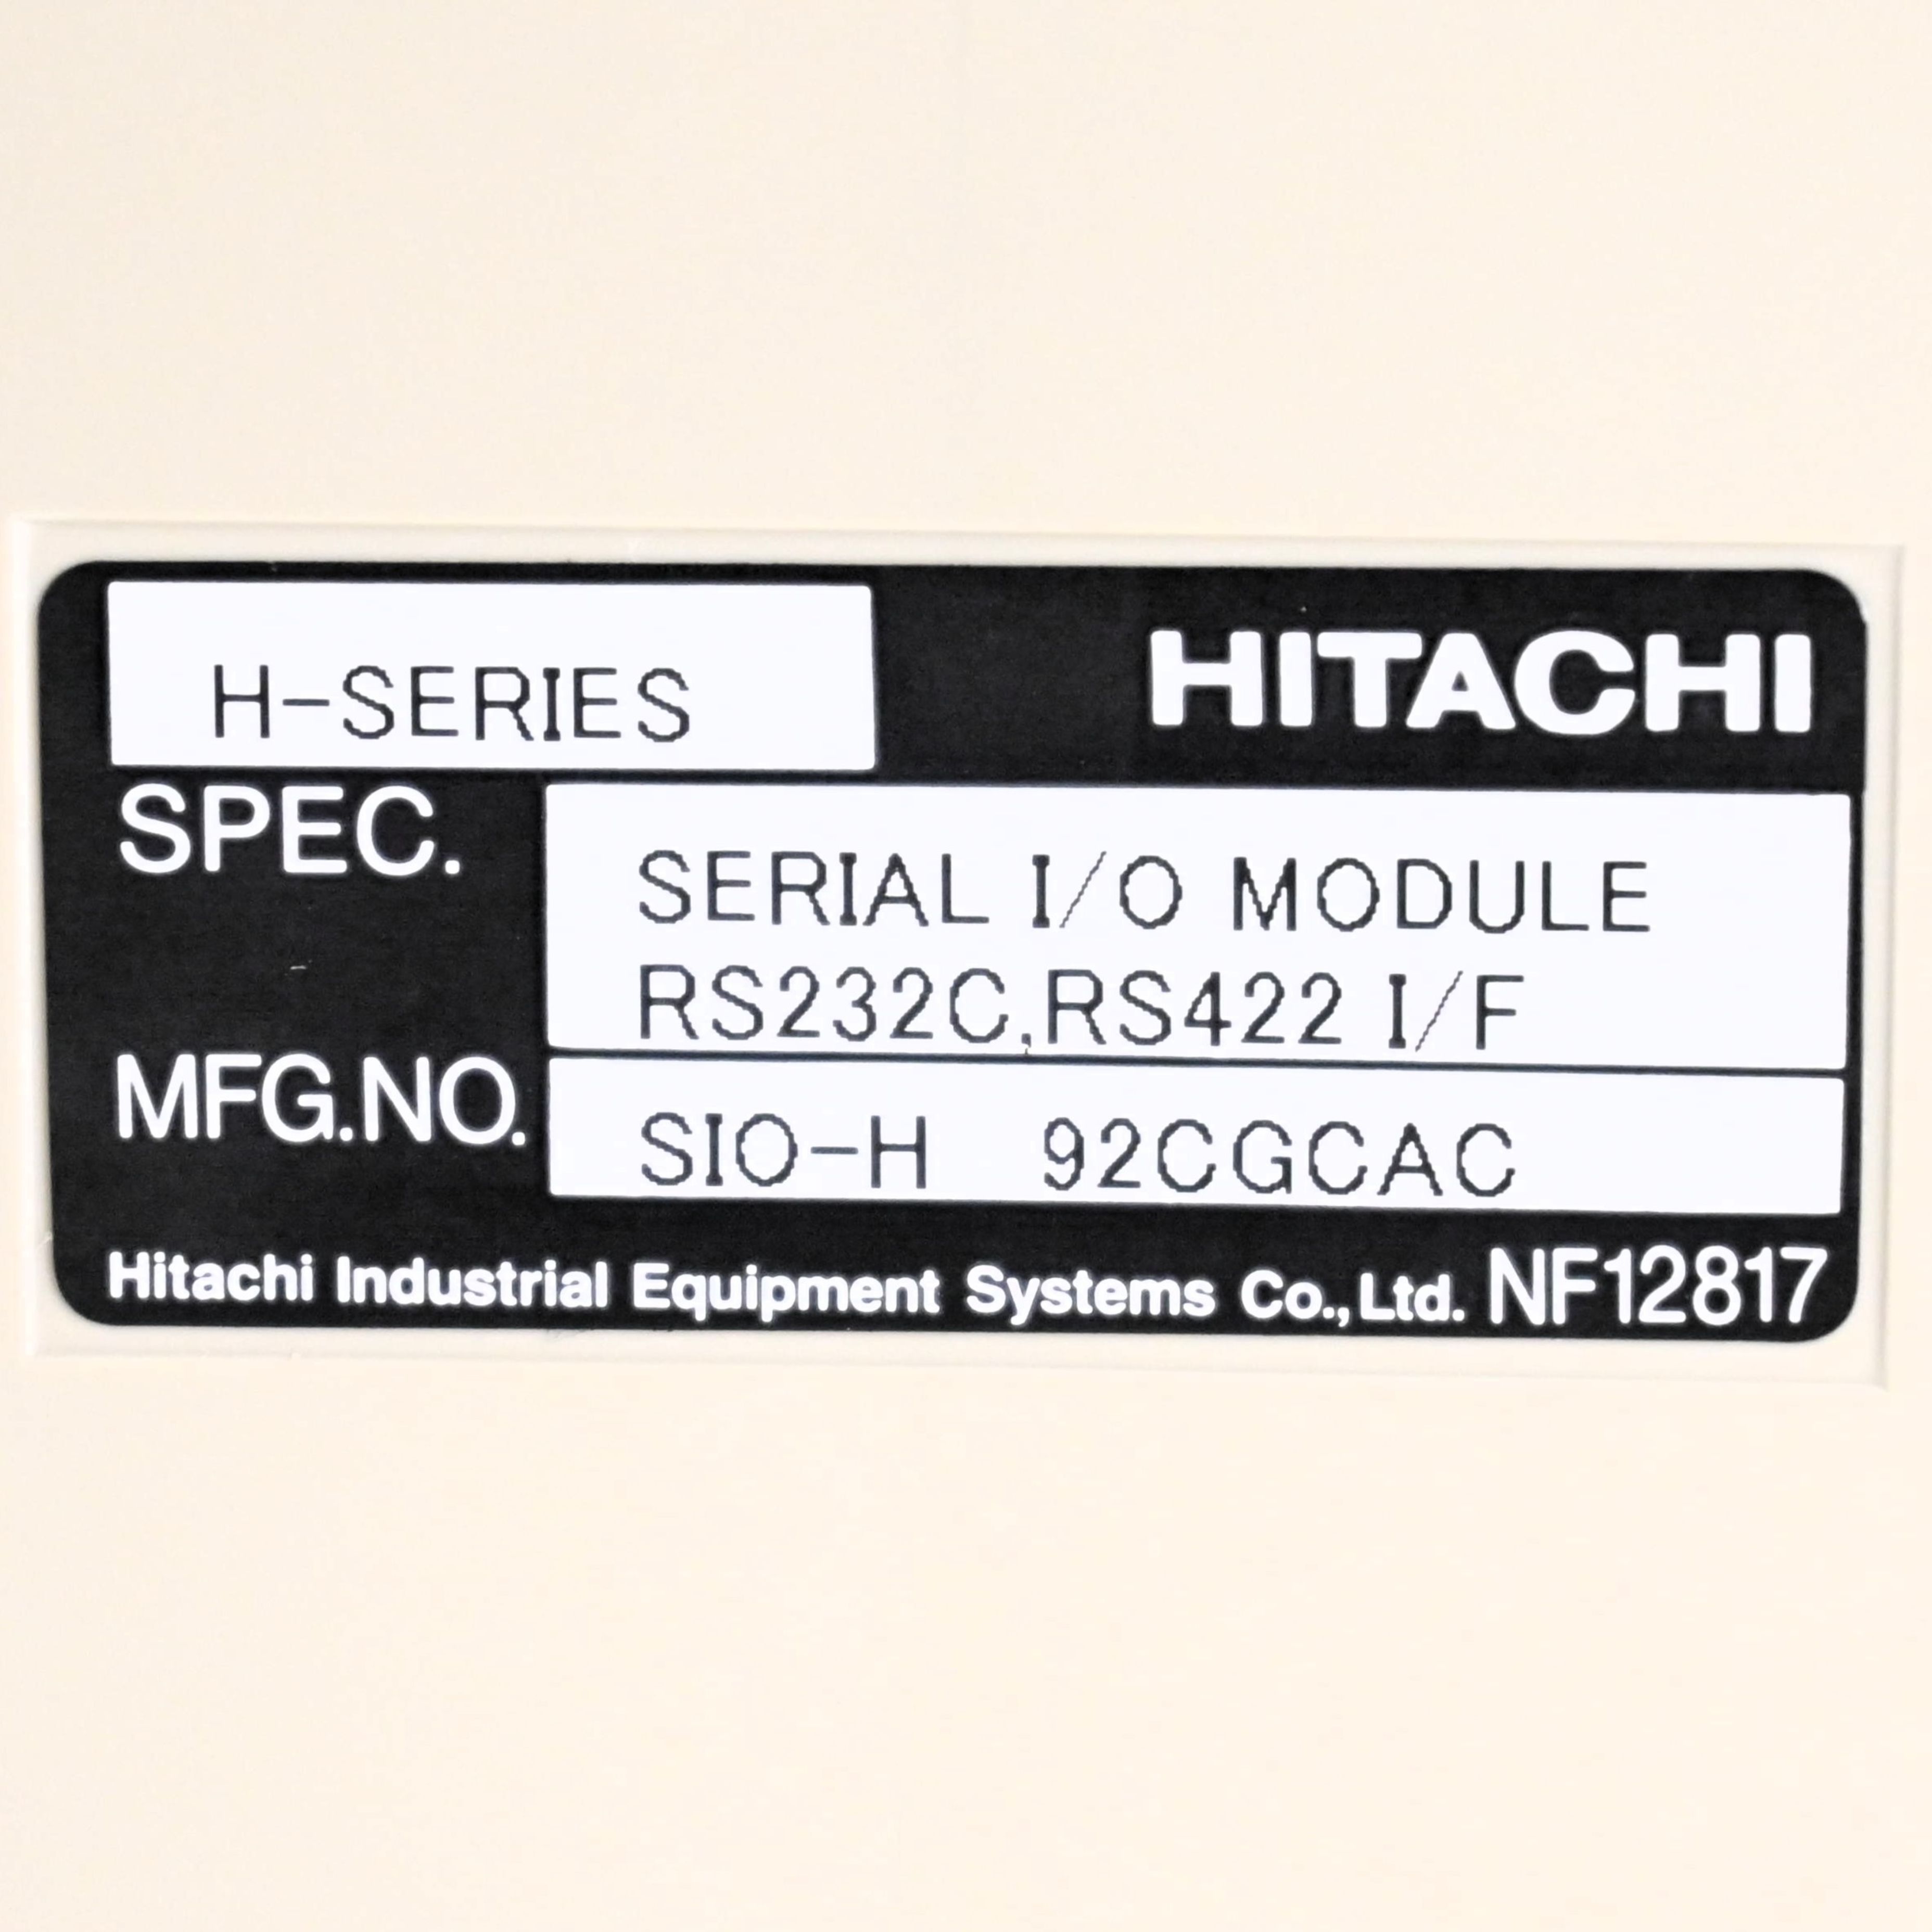 H-SERIES
HITACHI
SPEC.
SERIAL I/O MODULE
RS232C,RS422 I/F
MFG.NO.
SIO-H 92CGCAC
Hitachi Industrial Equipment Systems Co.,Ltd. NF12817